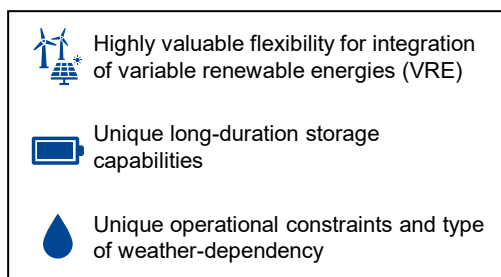 Highly valuable flexibility for integration
of variable renewable energies (VRE)
Unique long-duration storage
capabilities
Unique operational constraints and type
of weather-dependency